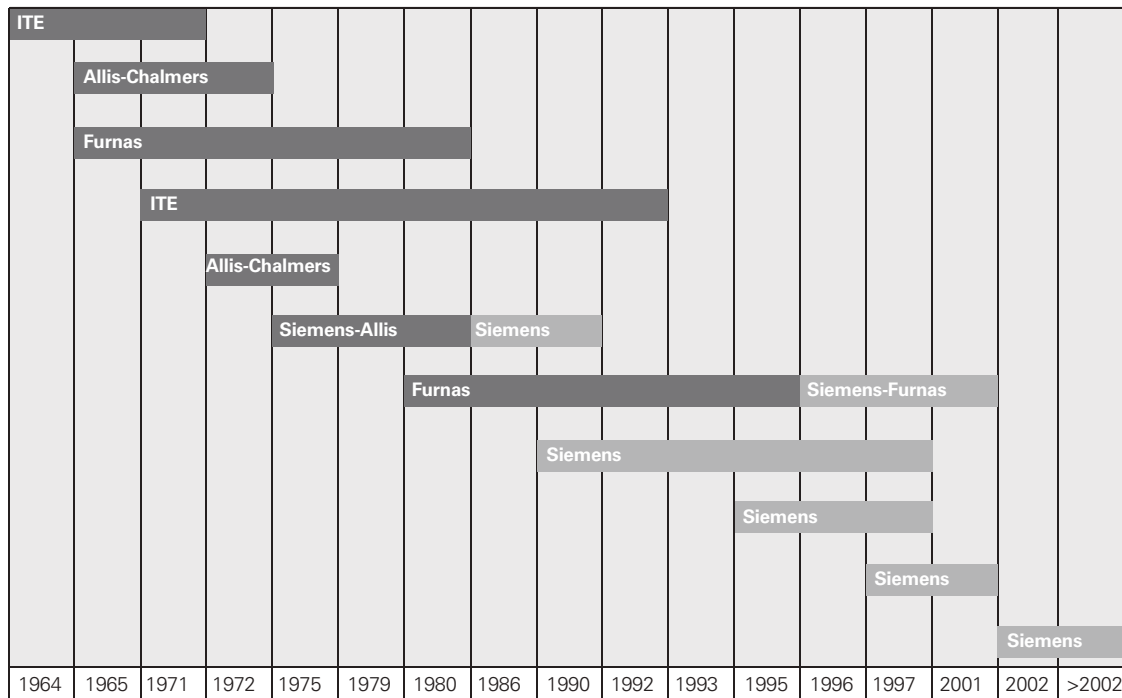 ITE
Allis-Chalmers
Furnas
ITE
Allis-Chalmers
Siemens-Allis Siemens
Furnas Siemens-Furnas
Siemens
Siemens
Siemens
Siemens
1964 1965 1971 1972 1975 1979 1980 1986 1990 1992 1993 1995 1996 1997 2001 2002 >2002